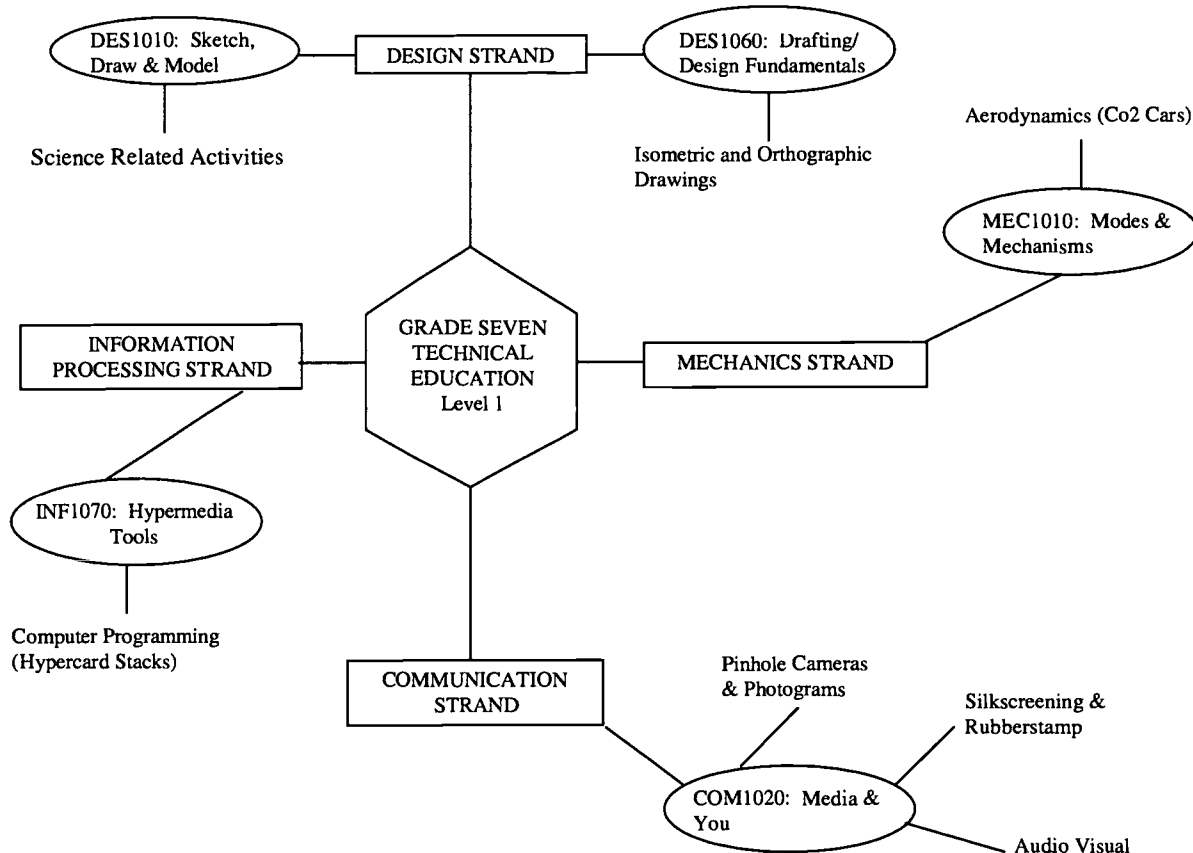 DES1010: Sketch,
Draw & Model
DESIGN STRAND
DES1060: Drafting/
Design Fundamentals
Science Related Activities
Isometric and Orthographic
Drawings
Aerodynamics (Co2 Cars)
MEC1010: Modes &
Mechanisms
INFORMATION
PROCESSING STRAND
GRADE SEVEN
TECHNICAL
EDUCATION
Level 1
MECHANICS STRAND
INF1070: Hypermedia
Tools
Computer Programming
(Hypercard Stacks)
COMMUNICATION
STRAND
Pinhole Cameras
& Photograms
Silkscreening &
Rubberstamp
COM1020: Media &
You
Audio Visual